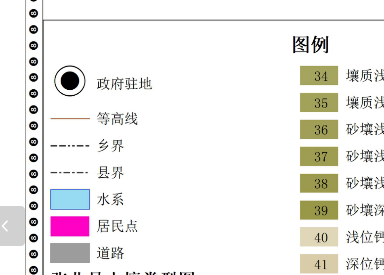 图例
政府驻地
等高线
乡界
县界
水系
居民点
道路
34 壤质浅
35 壤质浅
36 砂壤浅
37 砂壤浅
38 砂壤浅
39 砂壤深
40 浅位钙
41 深位钙